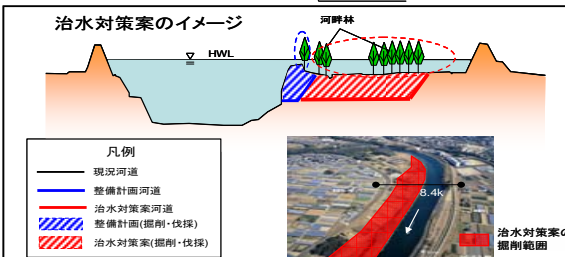 治水対策案のイメージ
河畔林
HWL
凡例
現況河道
整備計画河道
治水対策案河道
整備計画(掘削・伐採)
治水対策案(掘削・伐採)
8.4k
治水対策案の
掘削範囲